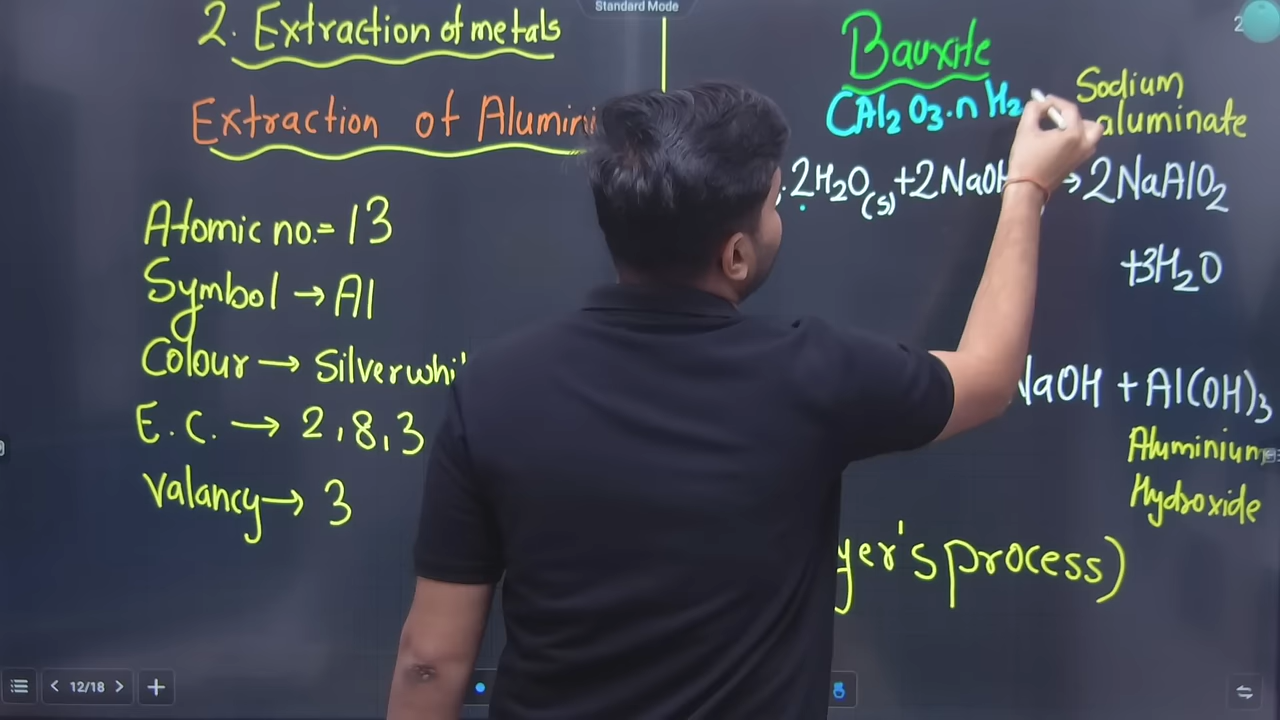 Standard Mode
2. Extraction of metals
Extraction of Alumini
Atomic no.= 13
Symbol → Al
Colour → Silverwhi
E.C. → 2,8,3
Valancy → 3
Bauxite
CAl2O3.nH2
Sodium
aluminate
.2H2O(s)+2NaOH → 2NaAlO2
+3H2O
NaOH + Al(OH)3
Aluminium
Hydroxide
yer's process)
12/18
2